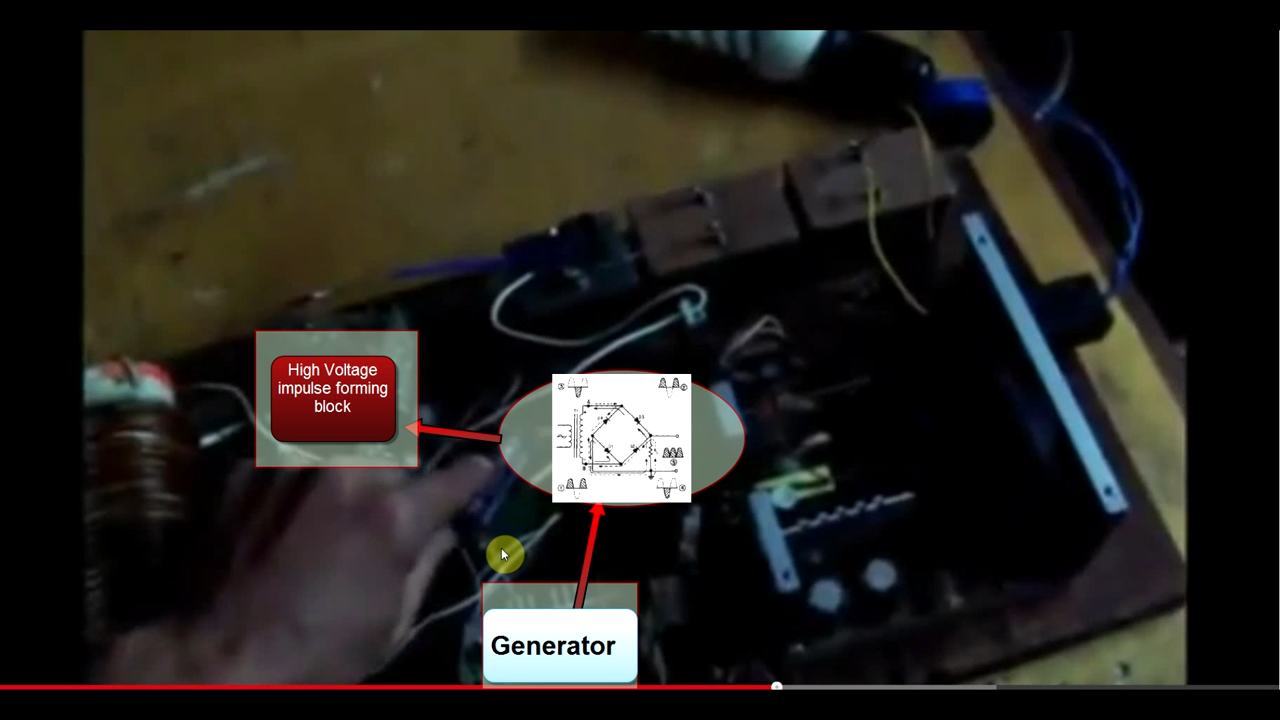 High Voltage
impulse forming
block
Generator